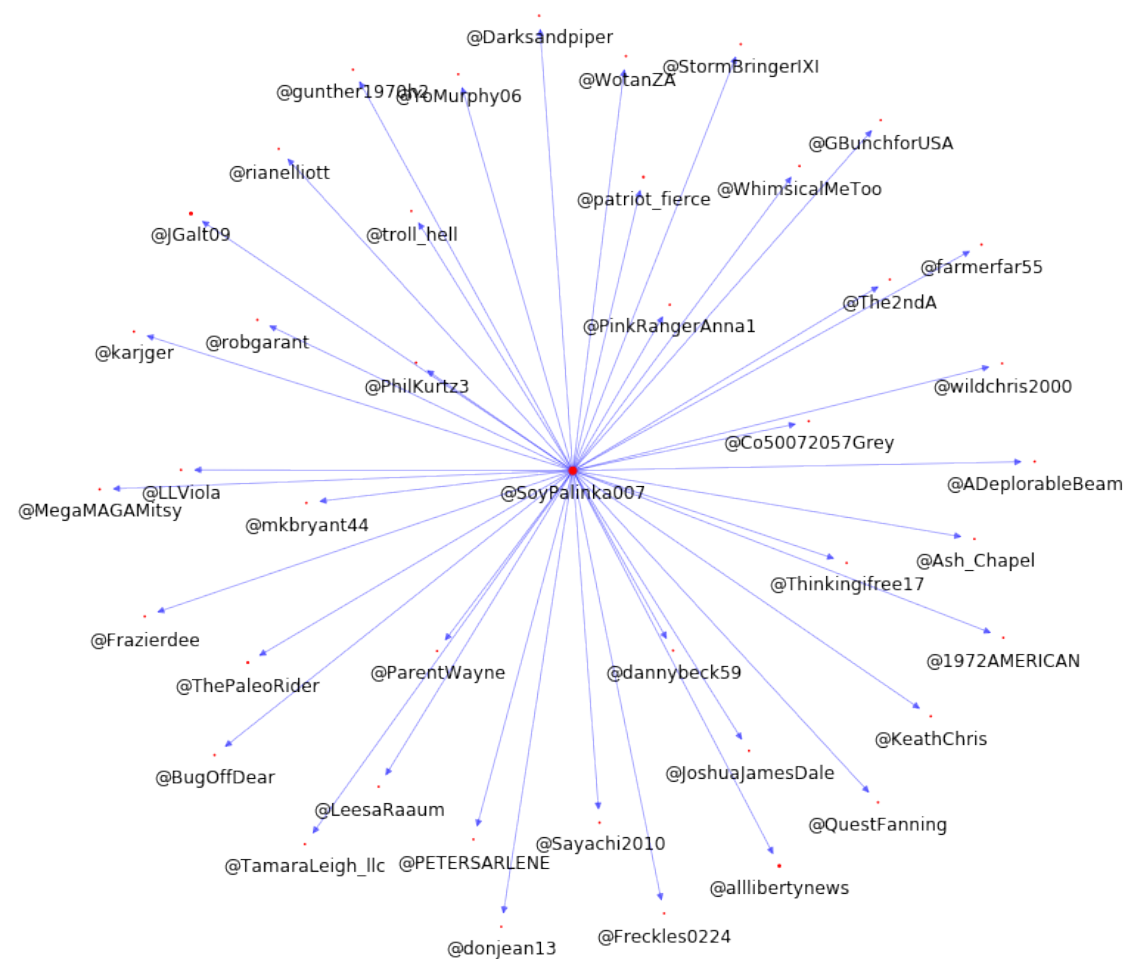 @Darksandpiper
@StormBringerIXI
@WotanZA
@gunther1970h2
@YoMurphy06
@GBunchforUSA
@rianelliott
@WhimsicalMeToo
@patriot_fierce
@JGalt09
@troll_hell
@farmerfar55
@The2ndA
@PinkRangerAnna1
@robgarant
@karjger
@PhilKurtz3
@wildchris2000
@Co50072057Grey
@ADeplorableBeam
@LLViola
@SoyPalinka007
@MegaMAGAMitsy
@mkbryant44
@Ash_Chapel
@Thinkingifree17
@Frazierdee
@1972AMERICAN
@ParentWayne
@dannybeck59
@ThePaleoRider
@KeathChris
@JoshuaJamesDale
@BugOffDear
@LeesaRaaum
@QuestFanning
@Sayachi2010
@PETERSARLENE
@TamaraLeigh_llc
@alllibertynews
@Freckles0224
@donjean13